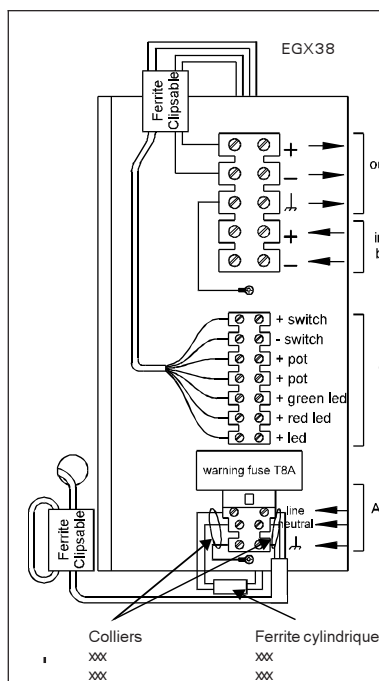 EGX38
Ferrite
Clipsable
+
–
+
–
+ switch
- switch
+ pot
+ pot
+ green led
+ red led
+ led
warning fuse T8A
line
neutral
Ferrite
Clipsable
Colliers
xxx
xxx
Ferrite cylindrique
xxx
xxx